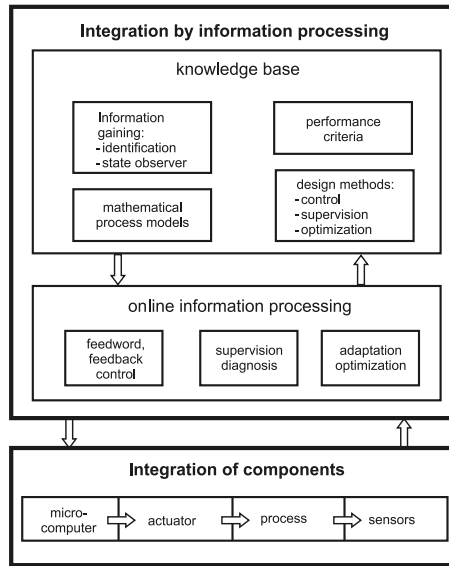 Integration by information processing
knowledge base
Information
gaining:
- identification
- state observer
performance
criteria
mathematical
process models
design methods:
- control
- supervision
- optimization
online information processing
feedword,
feedback
control
supervision
diagnosis
adaptation
optimization
Integration of components
micro-
computer
actuator
process
sensors